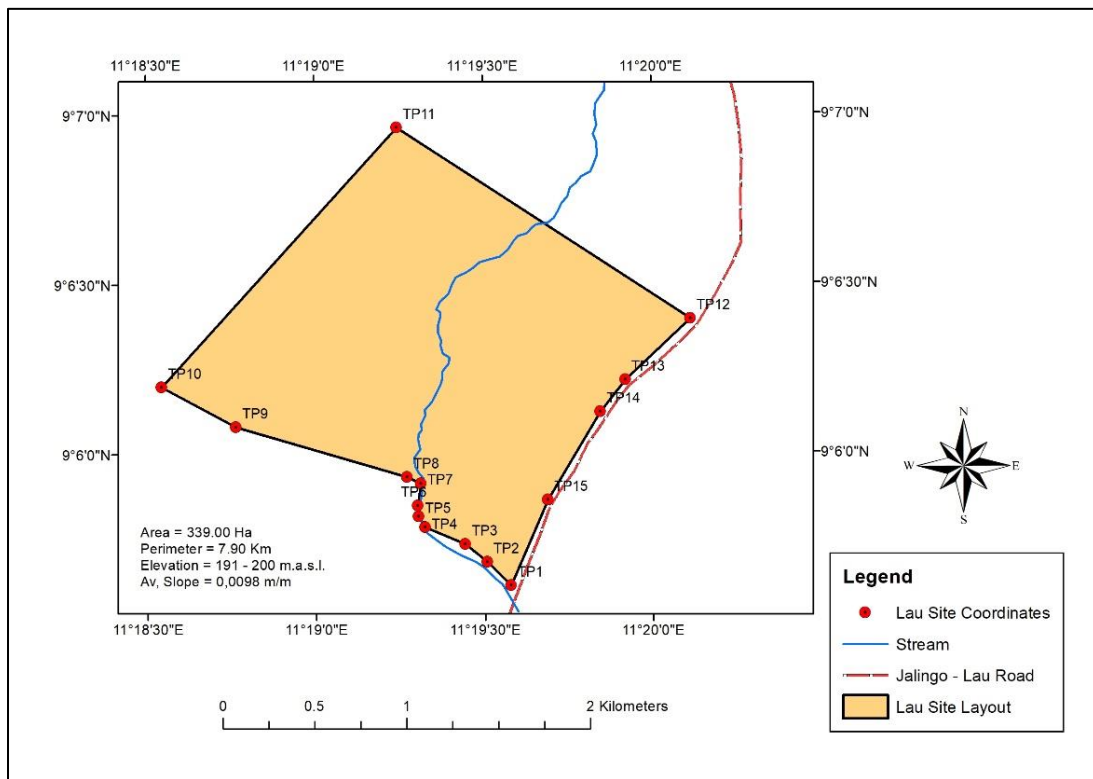 11°18'30"E 11°19'0"E 11°19'30"E 11°20'0"E
9°7'0"N
9°7'0"N
TP11
9°6'30"N
9°6'30"N
TP12
TP13
TP10
TP14
TP9
9°6'0"N
9°6'0"N
TP8
TP7
TP6
TP15
TP5
TP4
TP3
TP2
TP1
Area = 339.00 Ha
Perimeter = 7.90 Km
Elevation = 191 - 200 m.a.s.l.
Av, Slope = 0,0098 m/m
11°18'30"E 11°19'0"E 11°19'30"E 11°20'0"E
N
W E
S
0 0.5 1 2 Kilometers
Legend
Lau Site Coordinates
Stream
Jalingo - Lau Road
Lau Site Layout